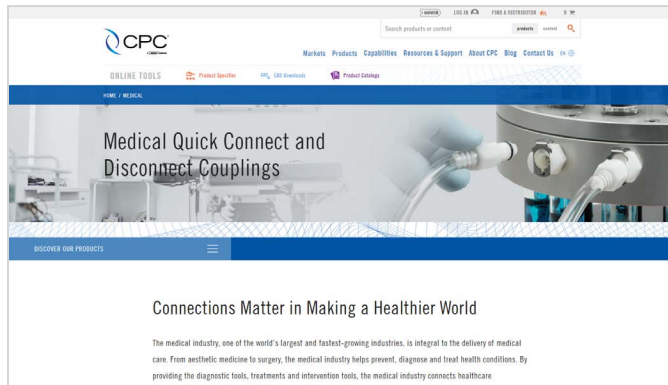 LOG IN
FIND A DISTRIBUTOR
0
Search products or content
products content
CPC
Markets Products Capabilities Resources & Support About CPC Blog Contact Us EN
ONLINE TOOLS
Product Specifier
CAD Downloads
Product Catalogs
HOME / MEDICAL
Medical Quick Connect and
Disconnect Couplings
DISCOVER OUR PRODUCTS
Connections Matter in Making a Healthier World
The medical industry, one of the world's largest and fastest-growing industries, is integral to the delivery of medical
care. From aesthetic medicine to surgery, the medical industry helps prevent, diagnose and treat health conditions. By
providing the diagnostic tools, treatments and intervention tools, the medical industry connects healthcare